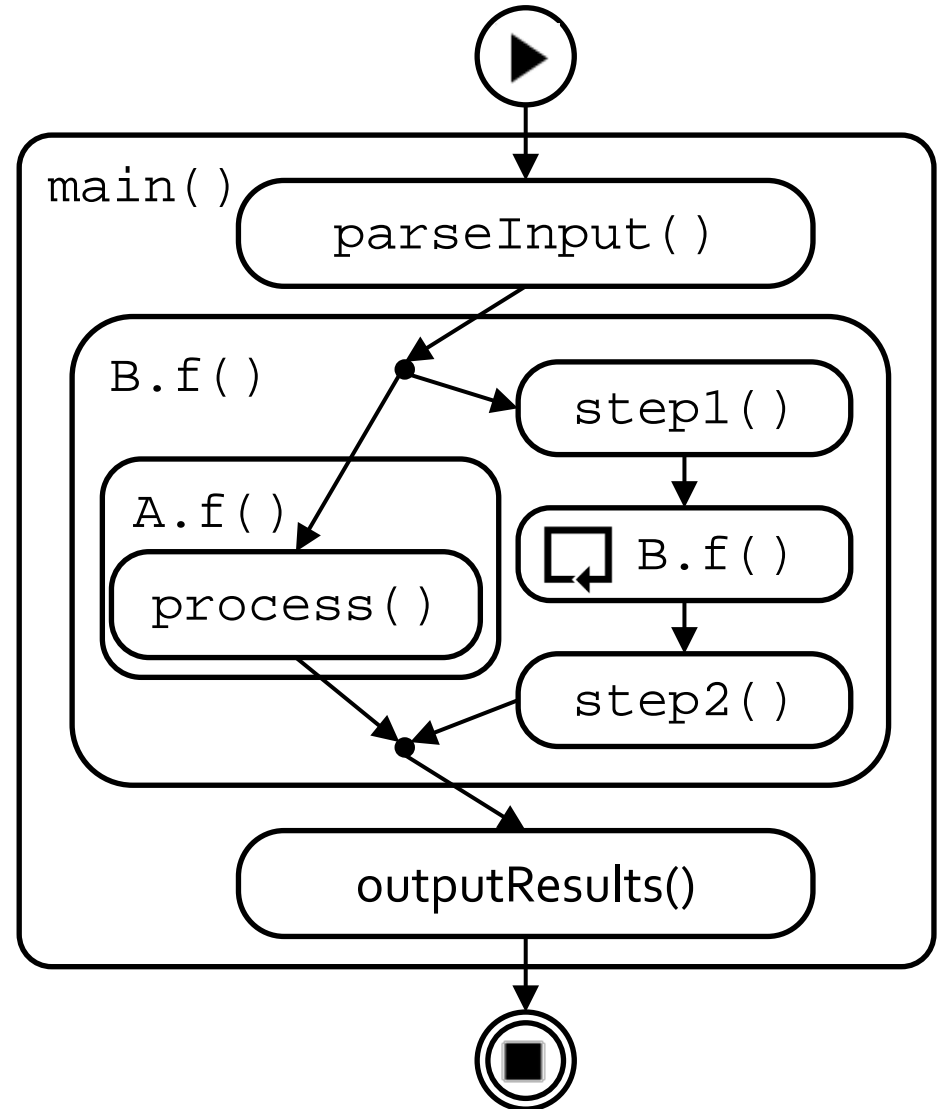 main()
parseInput()
B.f()
step1()
A.f()
B.f()
process()
step2()
outputResults()